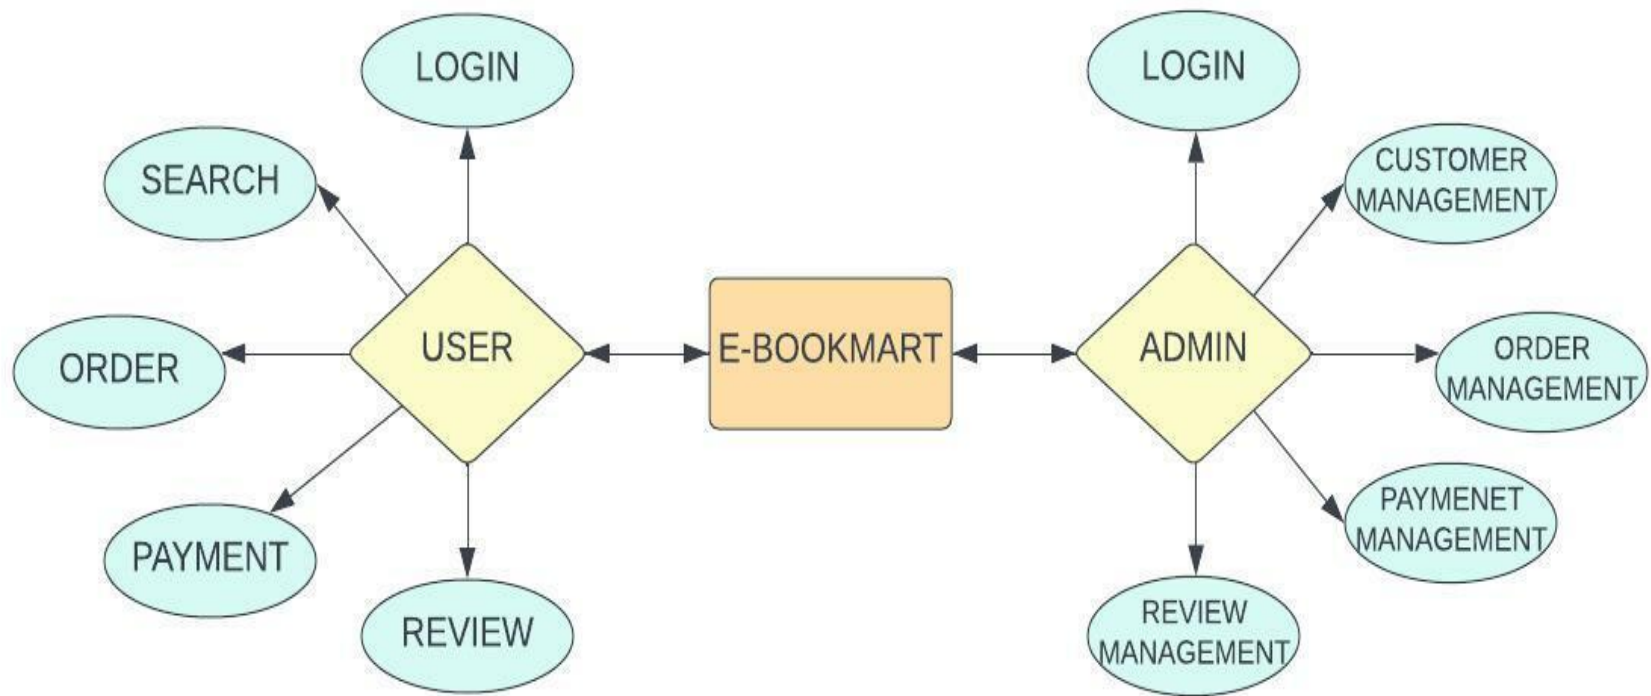 LOGIN
LOGIN
SEARCH
CUSTOMER
MANAGEMENT
USER
E-BOOKMART
ADMIN
ORDER
ORDER
MANAGEMENT
PAYMENT
PAYMENET
MANAGEMENT
REVIEW
REVIEW
MANAGEMENT